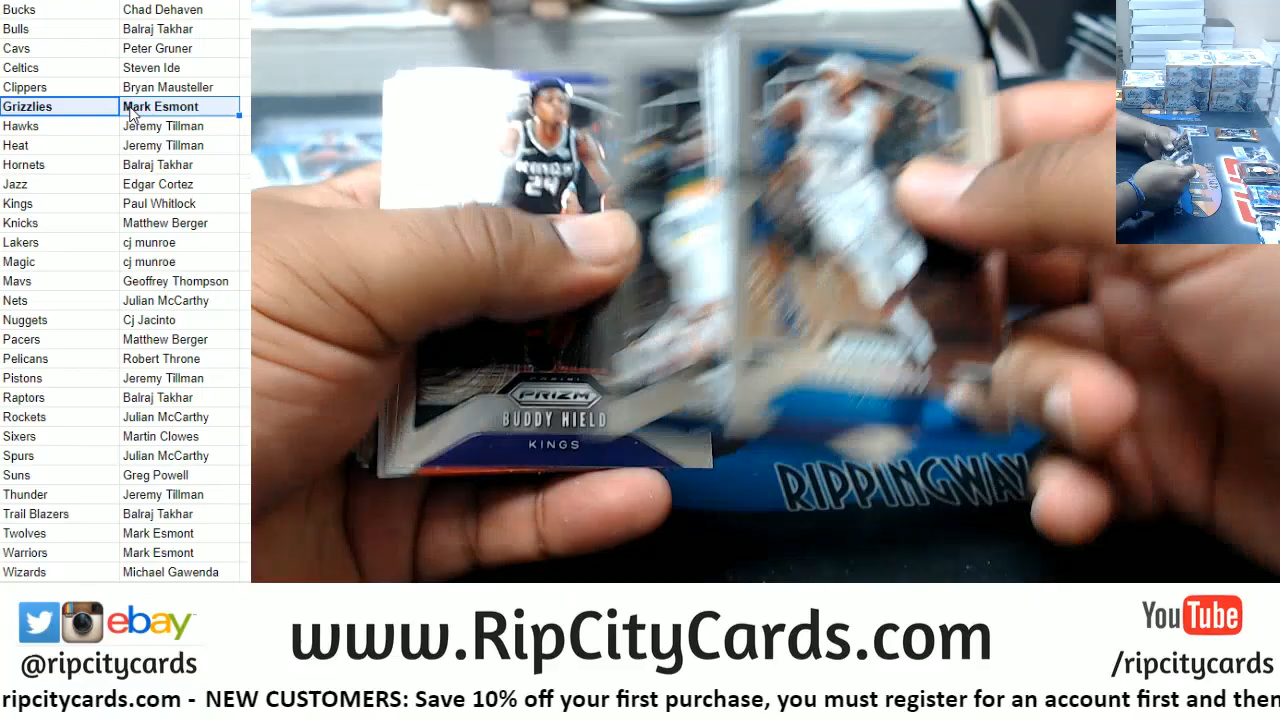 Bucks Chad Dehaven
Bulls Balraj Takhar
Cavs Peter Gruner
Celtics Steven Ide
Clippers Bryan Mausteller
Grizzlies Mark Esmont
Hawks Jeremy Tillman
Heat Jeremy Tillman
Hornets Balraj Takhar
Jazz Edgar Cortez
Kings Paul Whitlock
Knicks Matthew Berger
Lakers cj munroe
Magic cj munroe
Mavs Geoffrey Thompson
Nets Julian McCarthy
Nuggets Cj Jacinto
Pacers Matthew Berger
Pelicans Robert Throne
Pistons Jeremy Tillman
Raptors Balraj Takhar
Rockets Julian McCarthy
Sixers Martin Clowes
Spurs Julian McCarthy
Suns Greg Powell
Thunder Jeremy Tillman
Trail Blazers Balraj Takhar
Twolves Mark Esmont
Warriors Mark Esmont
Wizards Michael Gawenda
24
PANINI
PRIZM
BUDDY HIELD
KINGS
RIPPINGWAX
ebay
@ripcitycards
www.RipCityCards.com
YouTube
/ripcitycards
ripcitycards.com - NEW CUSTOMERS: Save 10% off your first purchase, you must register for an account first and then